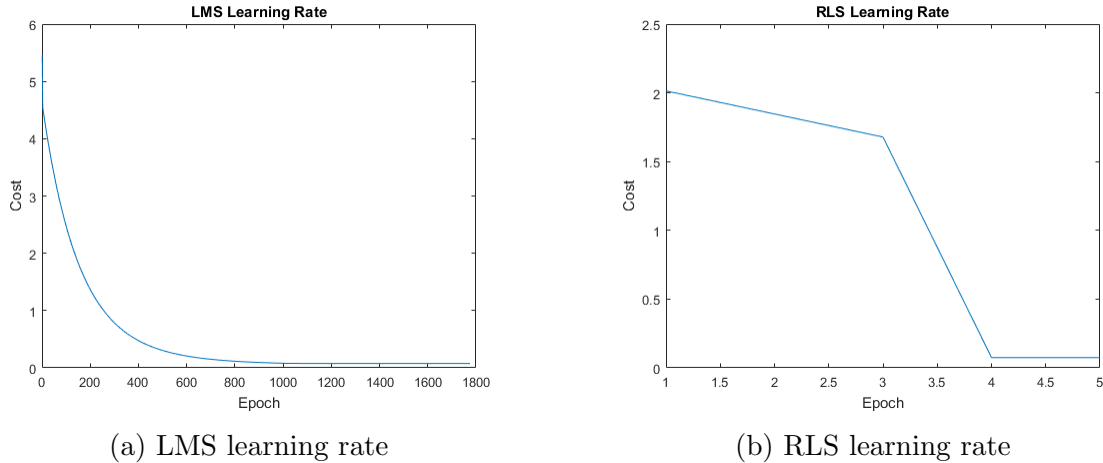 LMS Learning Rate
6
5
4
3
2
1
0
Cost
0 200 400 600 800 1000 1200 1400 1600 1800
Epoch
(a) LMS learning rate
RLS Learning Rate
2.5
2
1.5
1
0.5
0
Cost
1 1.5 2 2.5 3 3.5 4 4.5 5
Epoch
(b) RLS learning rate